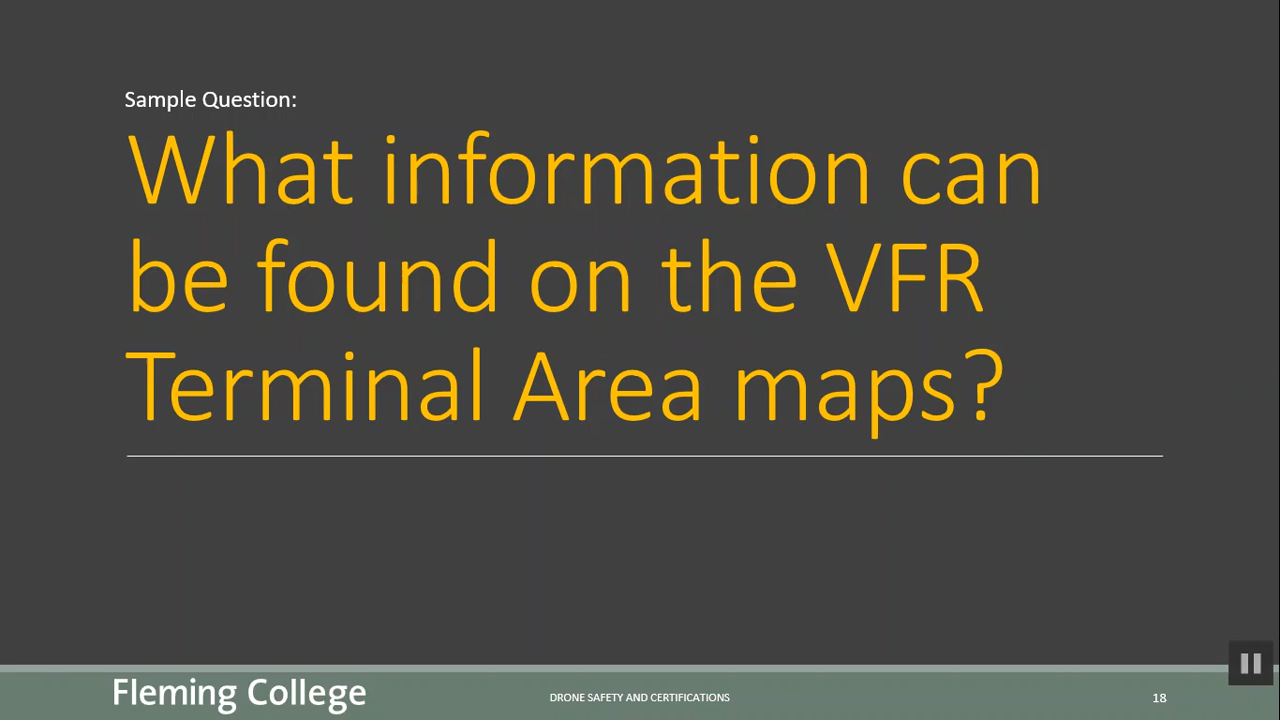 Sample Question:
What information can
be found on the VFR
Terminal Area maps?
Fleming College
DRONE SAFETY AND CERTIFICATIONS
18